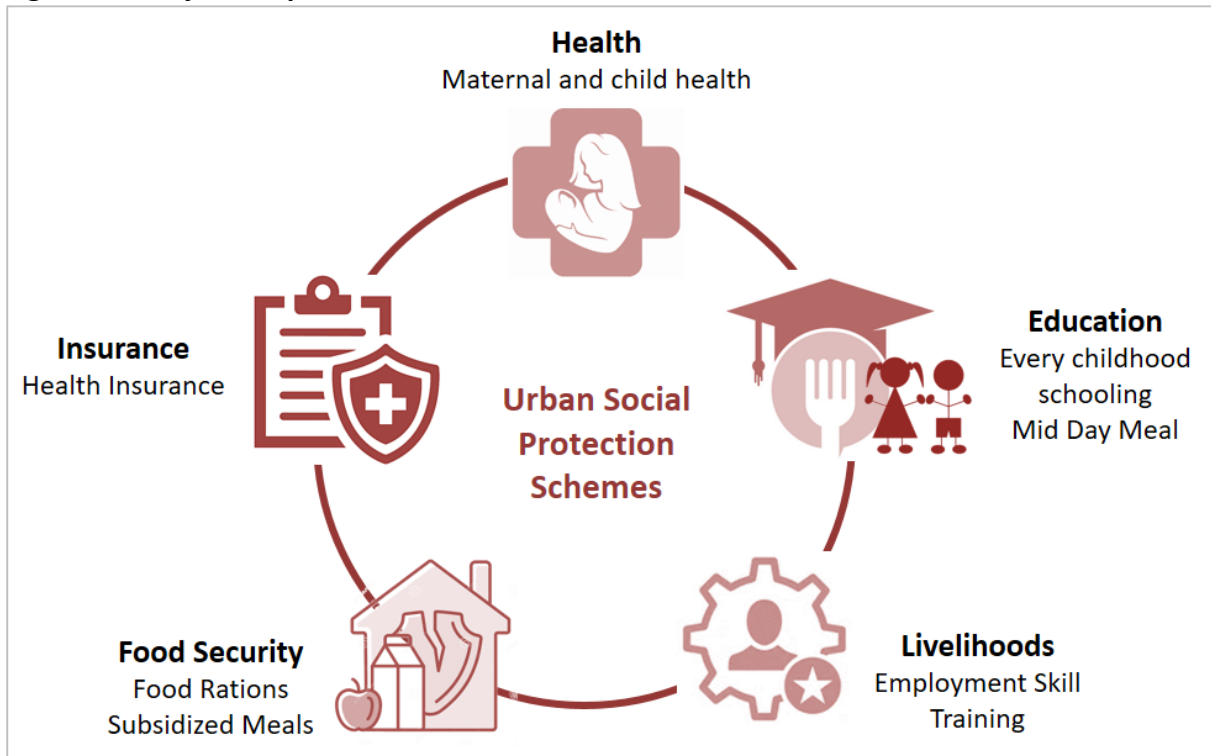 Health
Maternal and child health
Education
Every childhood
schooling
Mid Day Meal
Insurance
Health Insurance
Urban Social
Protection
Schemes
Food Security
Food Rations
Subsidized Meals
Livelihoods
Employment Skill
Training